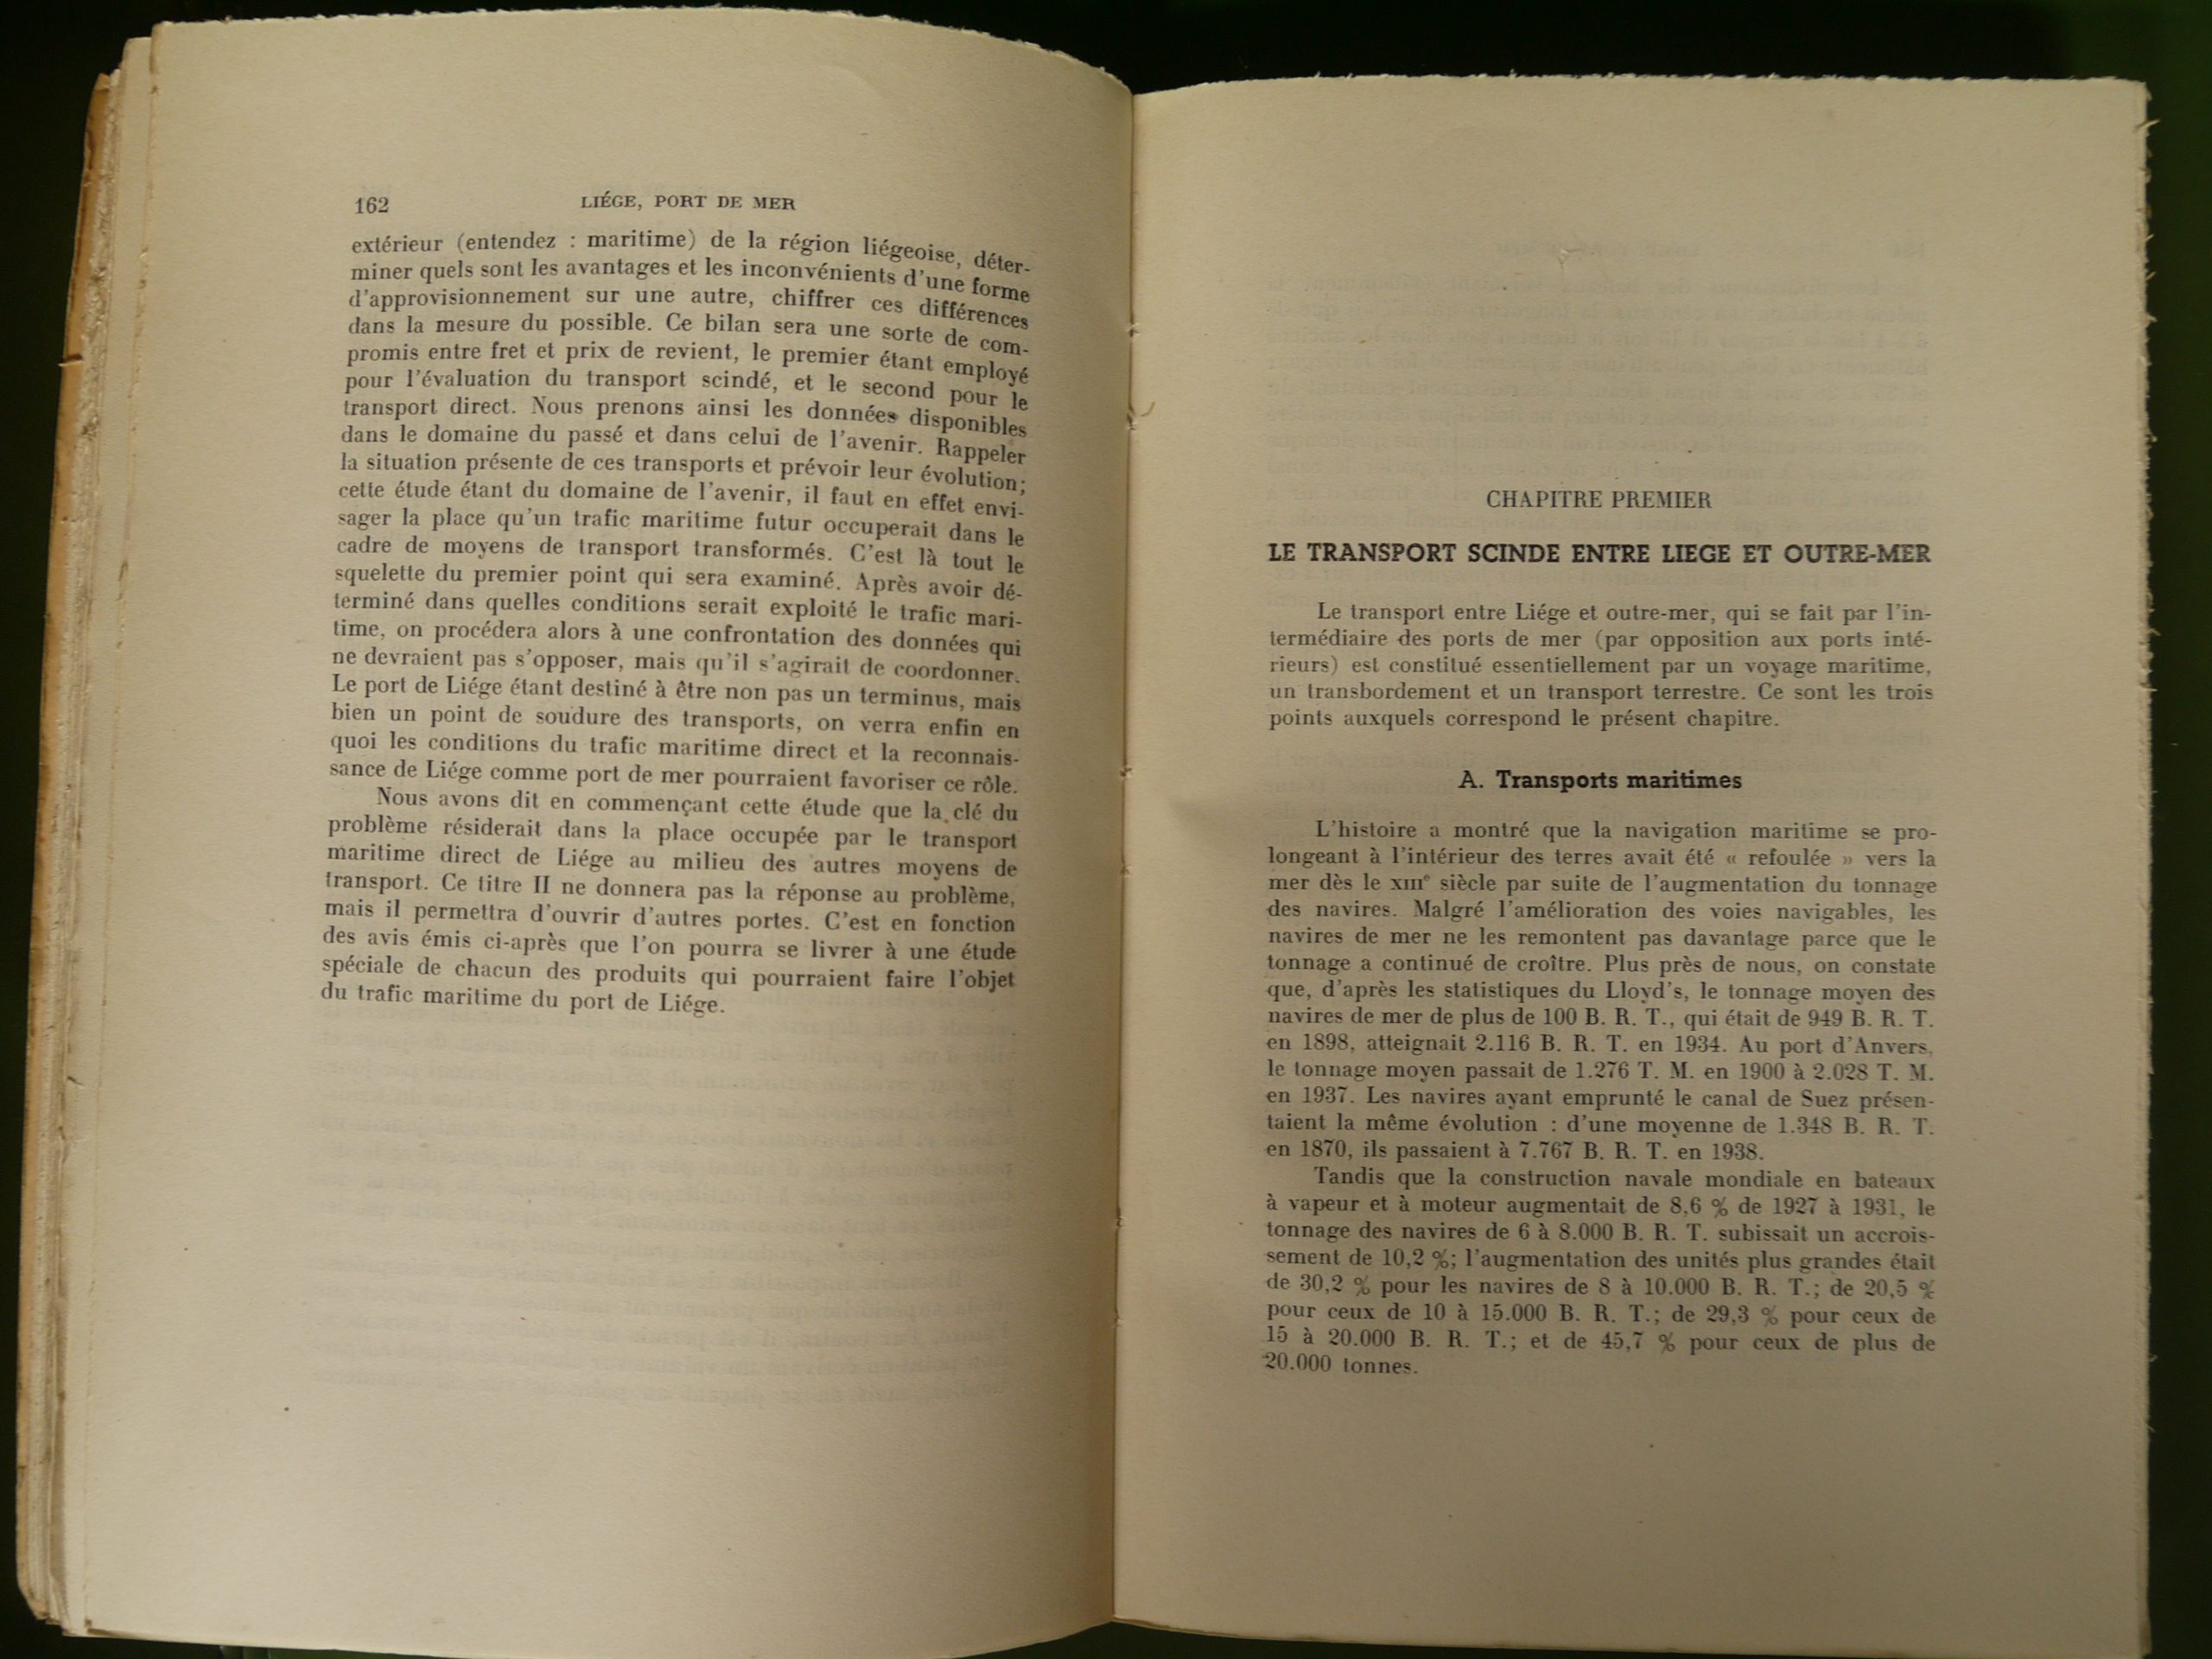 162
LIÉGE, PORT DE MER
extérieur (entendez : maritime) de la région liégeoise, déter-
miner quels sont les avantages et les inconvénients d'une forme
d'approvisionnement sur une autre, chiffrer ces différences
dans la mesure du possible. Ce bilan sera une sorte de com-
promis entre fret et prix de revient, le premier étant employé
pour l'évaluation du transport scindé, et le second pour le
transport direct. Nous prenons ainsi les données disponibles
dans le domaine du passé et dans celui de l'avenir. Rappeler
la situation présente de ces transports et prévoir leur évolution;
cette étude étant du domaine de l'avenir, il faut en effet envi-
sager la place qu'un trafic maritime futur occuperait dans le
cadre de moyens de transport transformés. C'est là tout le
squelette du premier point qui sera examiné. Après avoir dé-
terminé dans quelles conditions serait exploité le trafic mari-
time, on procédera alors à une confrontation des données qui
ne devraient pas s'opposer, mais qu'il s'agirait de coordonner.
Le port de Liége étant destiné à être non pas un terminus, mais
bien un point de soudure des transports, on verra enfin en
quoi les conditions du trafic maritime direct et la reconnais-
sance de Liége comme port de mer pourraient favoriser ce rôle.
Nous avons dit en commençant cette étude que la clé du
problème résiderait dans la place occupée par le transport
maritime direct de Liége au milieu des autres moyens de
transport. Ce titre II ne donnera pas la réponse au problème,
mais il permettra d'ouvrir d'autres portes. C'est en fonction
des avis émis ci-après que l'on pourra se livrer à une étude
spéciale de chacun des produits qui pourraient faire l'objet
du trafic maritime du port de Liége.
CHAPITRE PREMIER
LE TRANSPORT SCINDE ENTRE LIEGE ET OUTRE-MER
Le transport entre Liége et outre-mer, qui se fait par l'in-
termédiaire des ports de mer (par opposition aux ports inté-
rieurs) est constitué essentiellement par un voyage maritime,
un transbordement et un transport terrestre. Ce sont les trois
points auxquels correspond le présent chapitre.
A. Transports maritimes
L'histoire a montré que la navigation maritime se pro-
longeant à l'intérieur des terres avait été « refoulée » vers la
mer dès le XIIIe siècle par suite de l'augmentation du tonnage
des navires. Malgré l'amélioration des voies navigables, les
navires de mer ne les remontent pas davantage parce que le
tonnage a continué de croître. Plus près de nous, on constate
que, d'après les statistiques du Lloyd's, le tonnage moyen des
navires de mer de plus de 100 B. R. T., qui était de 949 B. R. T.
en 1898, atteignait 2.116 B. R. T. en 1934. Au port d'Anvers,
le tonnage moyen passait de 1.276 T. M. en 1900 à 2.028 T. M.
en 1937. Les navires ayant emprunté le canal de Suez présen-
taient la même évolution : d'une moyenne de 1.348 B. R. T.
en 1870, ils passaient à 7.767 B. R. T. en 1938.
Tandis que la construction navale mondiale en bateaux
à vapeur et à moteur augmentait de 8,6 % de 1927 à 1931, le
tonnage des navires de 6 à 8.000 B. R. T. subissait un accrois-
sement de 10,2 %; l'augmentation des unités plus grandes était
de 30,2 % pour les navires de 8 à 10.000 B. R. T.; de 20,5 %
pour ceux de 10 à 15.000 B. R. T.; de 29,3 % pour ceux de
15 à 20.000 B. R. T.; et de 45,7 % pour ceux de plus de
20.000 tonnes.